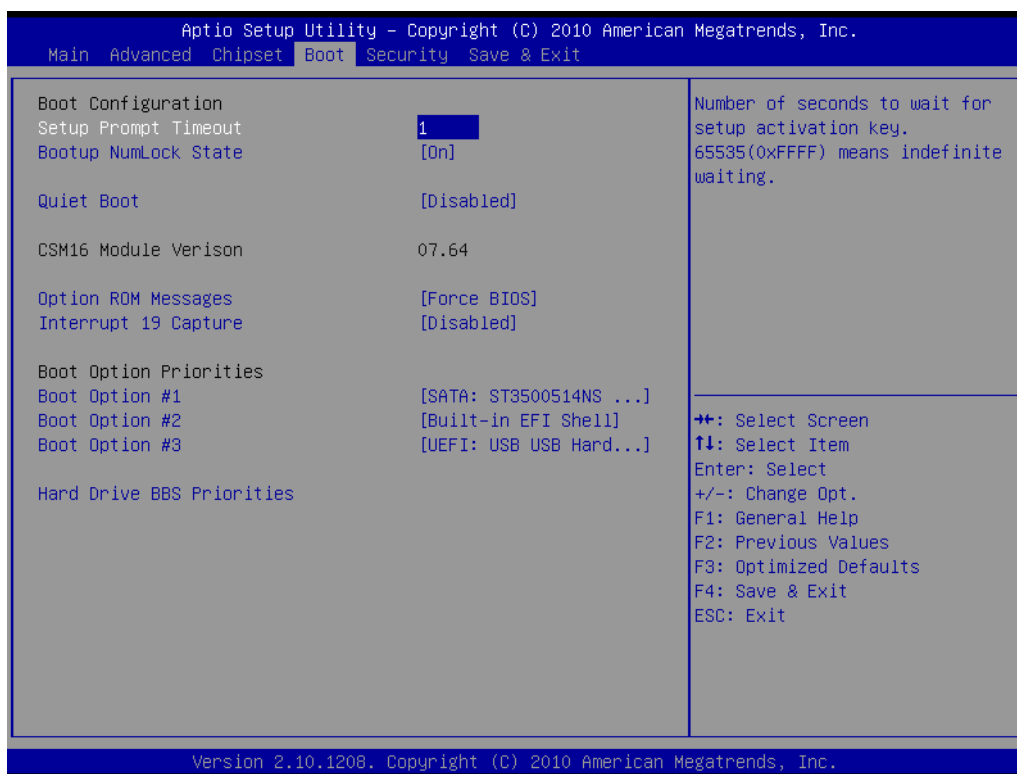 Aptio Setup Utility – Copyright (C) 2010 American Megatrends, Inc.
Main Advanced Chipset Boot Security Save & Exit
Boot Configuration
Setup Prompt Timeout 1
Bootup NumLock State [On]
Quiet Boot [Disabled]
CSM16 Module Verison 07.64
Option ROM Messages [Force BIOS]
Interrupt 19 Capture [Disabled]
Boot Option Priorities
Boot Option #1 [SATA: ST3500514NS ...]
Boot Option #2 [Built-in EFI Shell]
Boot Option #3 [UEFI: USB USB Hard...]
Hard Drive BBS Priorities
Number of seconds to wait for
setup activation key.
65535(0xFFFF) means indefinite
waiting.
→←: Select Screen
↑↓: Select Item
Enter: Select
+/-: Change Opt.
F1: General Help
F2: Previous Values
F3: Optimized Defaults
F4: Save & Exit
ESC: Exit
Version 2.10.1208. Copyright (C) 2010 American Megatrends, Inc.